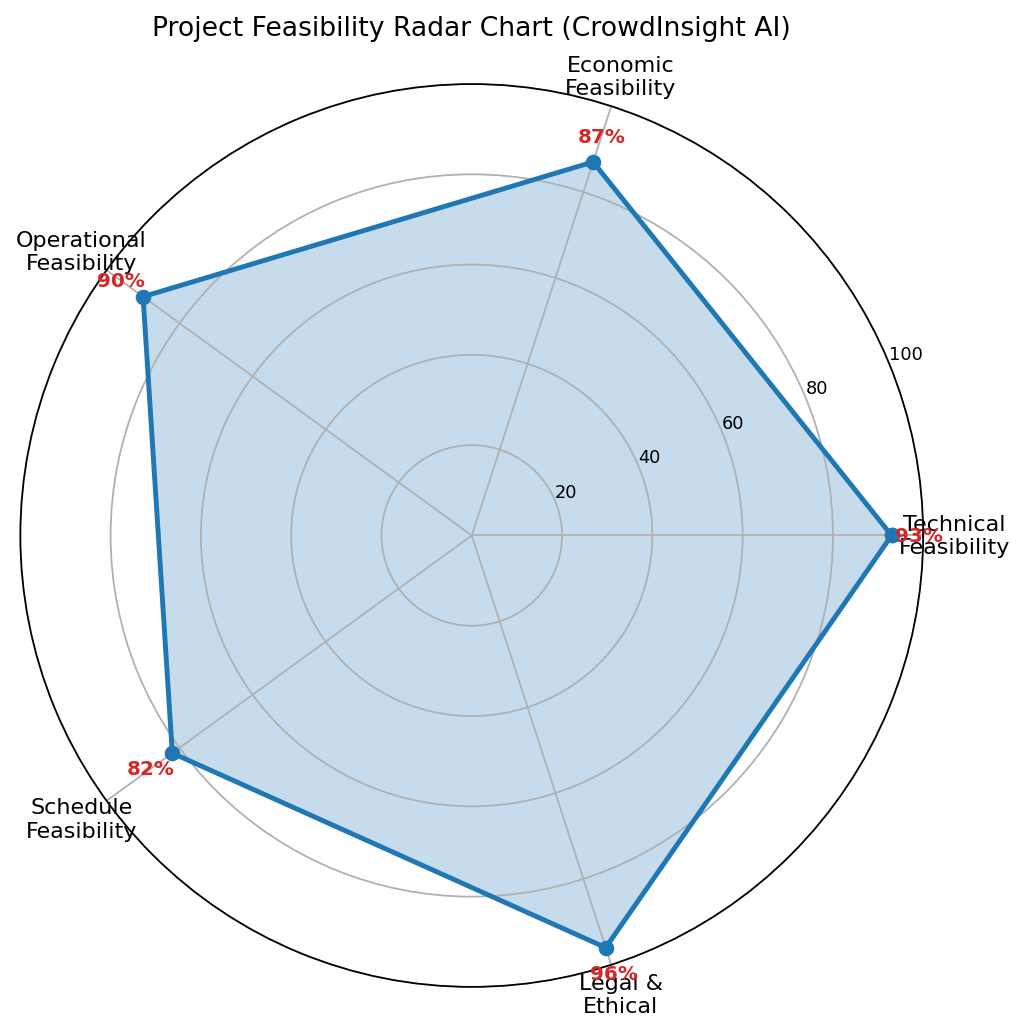 Project Feasibility Radar Chart (CrowdInsight AI)
Economic
Feasibility
87%
Operational
Feasibility
90%
100
80
60
40
20
Technical
Feasibility
93%
82%
Schedule
Feasibility
96%
Legal &
Ethical